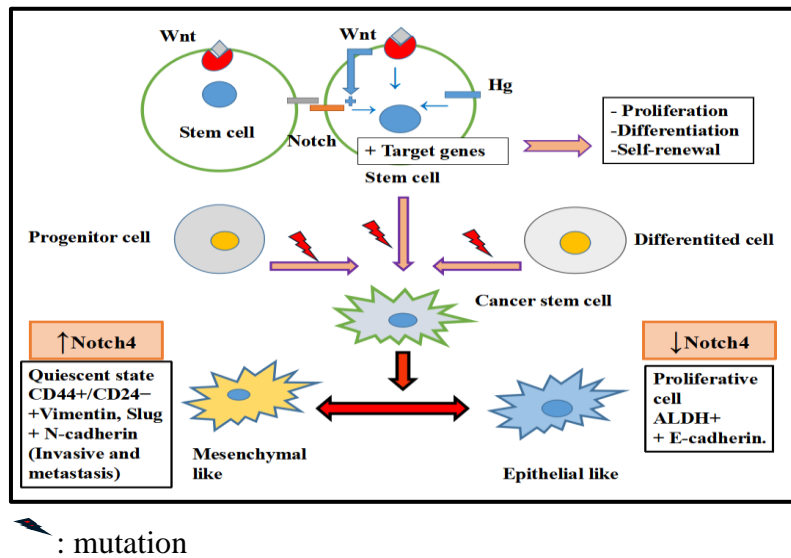 Wnt
Wnt
Hg
Stem cell
Notch
+
+ Target genes
Stem cell
- Proliferation
-Differentiation
-Self-renewal
Progenitor cell
Differentited cell
Cancer stem cell
↑Notch4
↓Notch4
Quiescent state
CD44+/CD24−
+Vimentin, Slug
+ N-cadherin
(Invasive and
metastasis)
Mesenchymal
like
Epithelial like
Proliferative
cell
ALDH+
+ E-cadherin.
: mutation